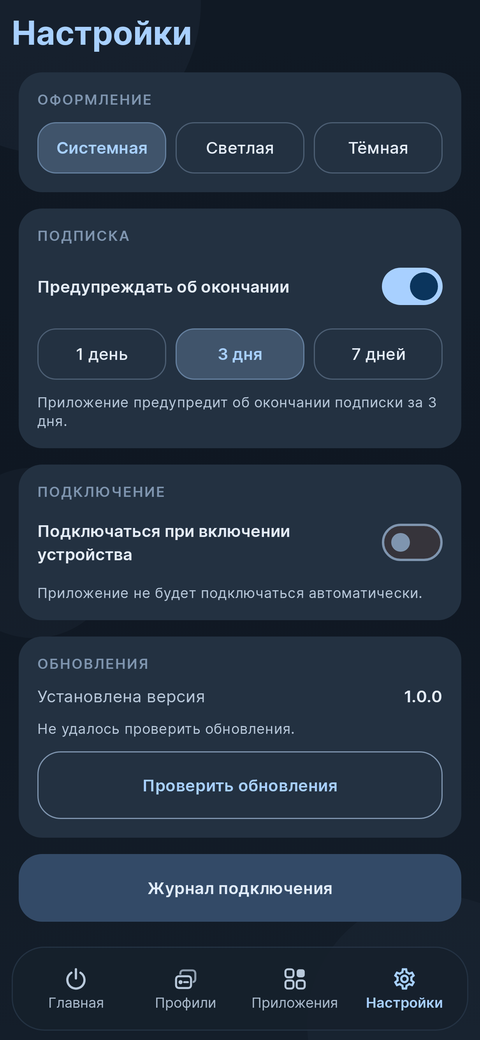 Настройки
ОФОРМЛЕНИЕ
Системная Светлая Тёмная
ПОДПИСКА
Предупреждать об окончании
1 день 3 дня 7 дней
Приложение предупредит об окончании подписки за 3
дня.
ПОДКЛЮЧЕНИЕ
Подключаться при включении
устройства
Приложение не будет подключаться автоматически.
ОБНОВЛЕНИЯ
Установлена версия 1.0.0
Не удалось проверить обновления.
Проверить обновления
Журнал подключения
Главная Профили Приложения Настройки